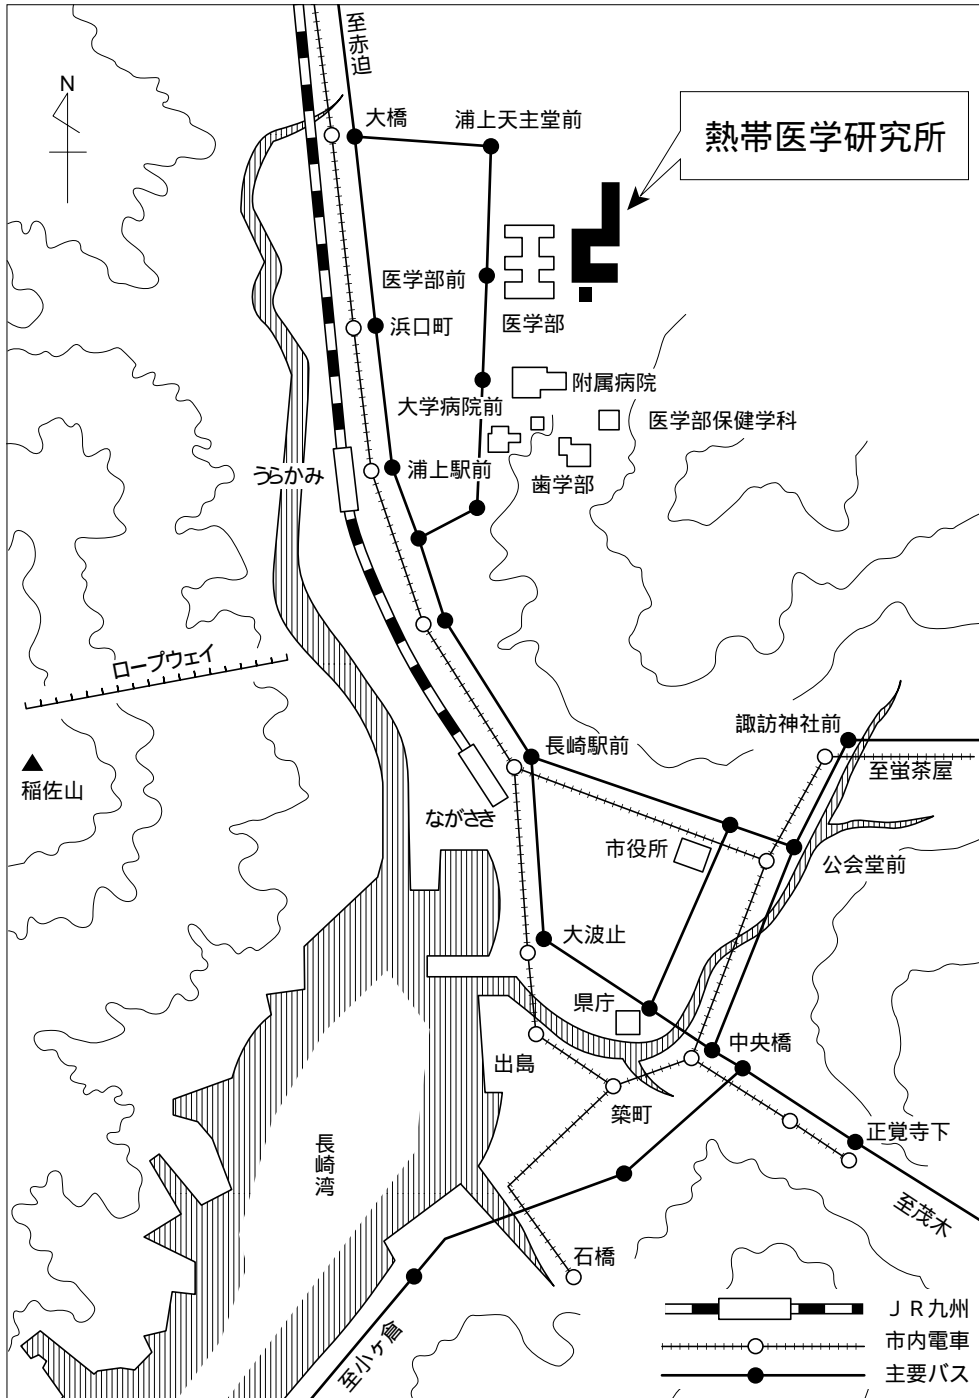 至赤迫
N
大橋
浦上天主堂前
熱帯医学研究所
医学部前
浜口町
医学部
附属病院
大学病院前
医学部保健学科
浦上駅前
うらかみ
歯学部
ロープウェイ
諏訪神社前
長崎駅前
至蛍茶屋
稲佐山
ながさき
市役所
公会堂前
大波止
県庁
中央橋
出島
築町
正覚寺下
長崎湾
至茂木
石橋
至小ヶ倉
ＪＲ九州
市内電車
主要バス